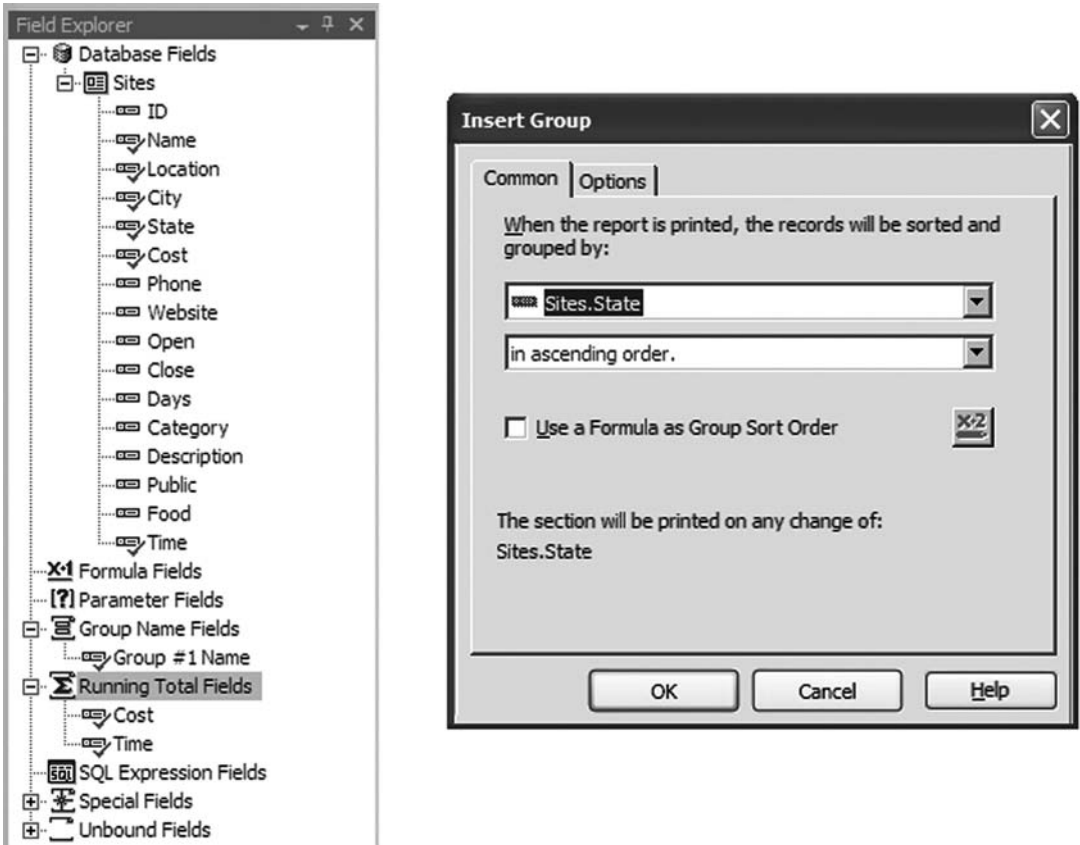 Field Explorer
Database Fields
Sites
ID
Name
Location
City
State
Cost
Phone
Website
Open
Close
Days
Category
Description
Public
Food
Time
X+1 Formula Fields
[?] Parameter Fields
Group Name Fields
Group #1 Name
Σ Running Total Fields
Cost
Time
SQL SQL Expression Fields
Special Fields
Unbound Fields
Insert Group
Common Options
When the report is printed, the records will be sorted and
grouped by:
Sites.State
in ascending order.
Use a Formula as Group Sort Order X+2
The section will be printed on any change of:
Sites.State
OK Cancel Help